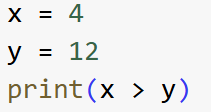 x = 4
y = 12
print(x > y)